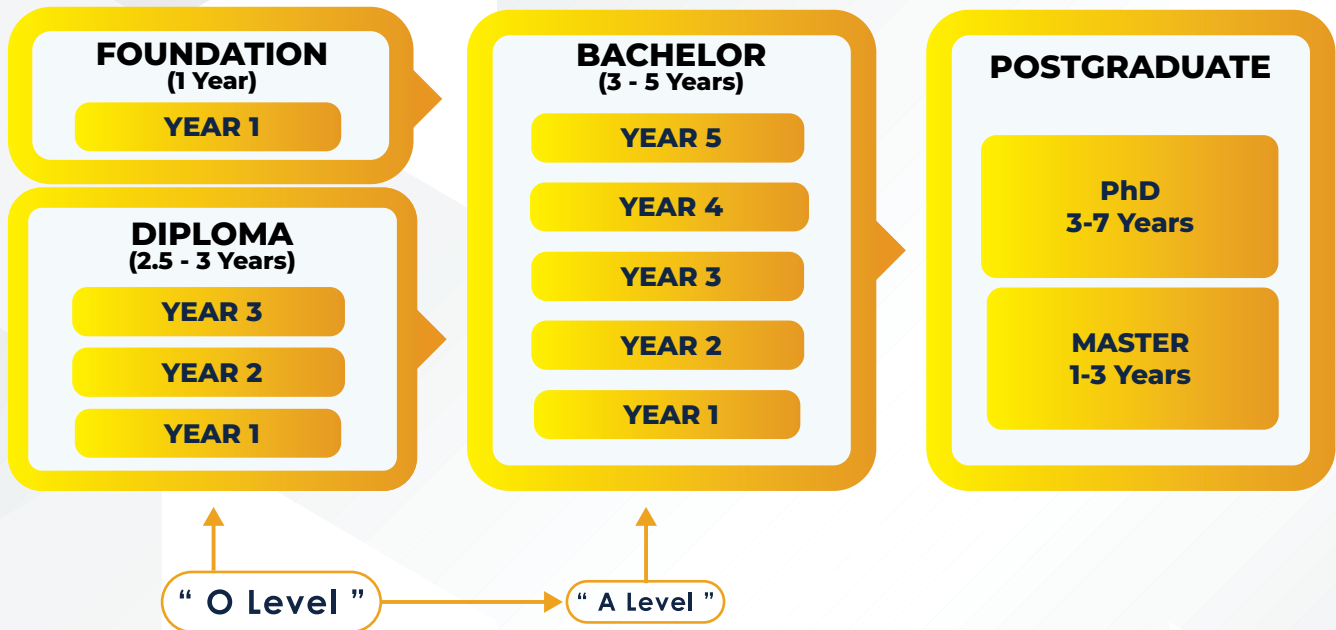 FOUNDATION
(1 Year)
YEAR 1
DIPLOMA
(2.5 - 3 Years)
YEAR 3
YEAR 2
YEAR 1
BACHELOR
(3 - 5 Years)
YEAR 5
YEAR 4
YEAR 3
YEAR 2
YEAR 1
POSTGRADUATE
PhD
3-7 Years
MASTER
1-3 Years
“ O Level ”
“ A Level ”